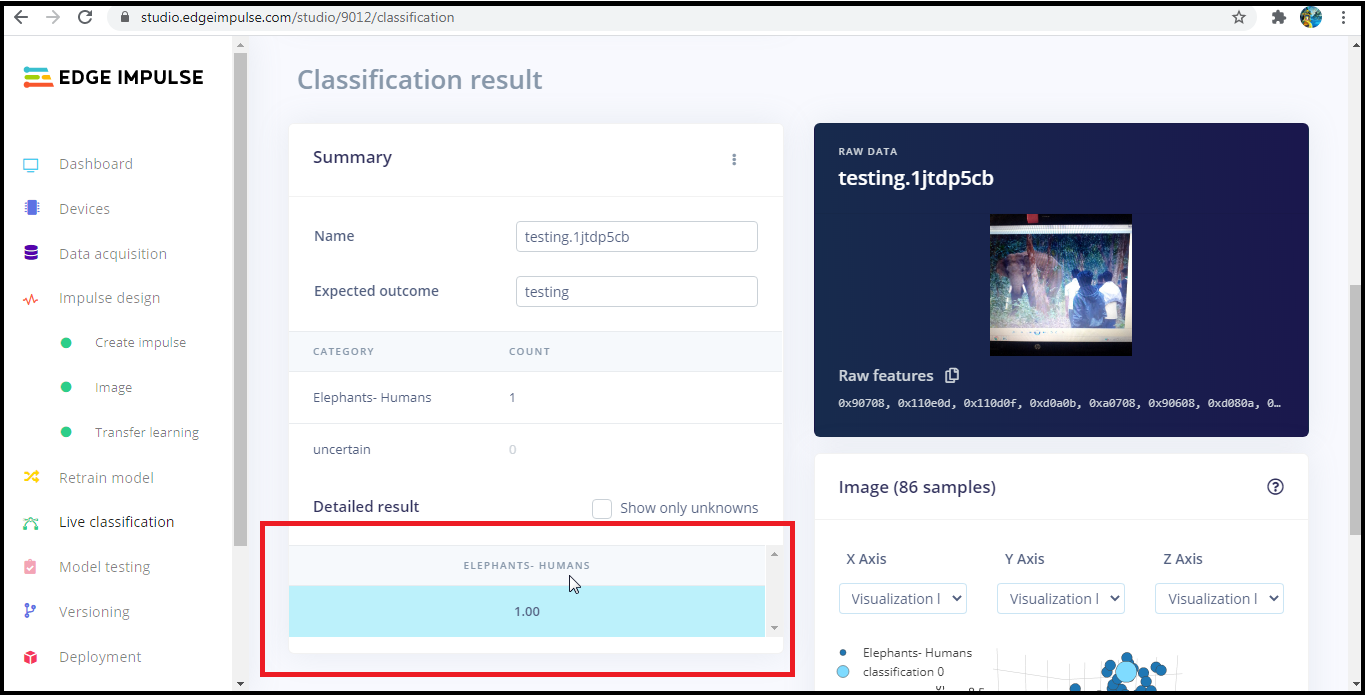 studio.edgeimpulse.com/studio/9012/classification
EDGE IMPULSE
Dashboard
Devices
Data acquisition
Impulse design
Create impulse
Image
Transfer learning
Retrain model
Live classification
Model testing
Versioning
Deployment
Classification result
Summary
Name
testing.1jtdp5cb
Expected outcome
testing
CATEGORY COUNT
Elephants- Humans 1
uncertain 0
Detailed result
Show only unknowns
ELEPHANTS- HUMANS
1.00
RAW DATA
testing.1jtdp5cb
Raw features
0x90708, 0x110e0d, 0x110d0f, 0xd0a0b, 0xa0708, 0x90608, 0xd080a, 0…
Image (86 samples)
X Axis Y Axis Z Axis
Visualization l Visualization l Visualization l
Elephants- Humans
classification 0